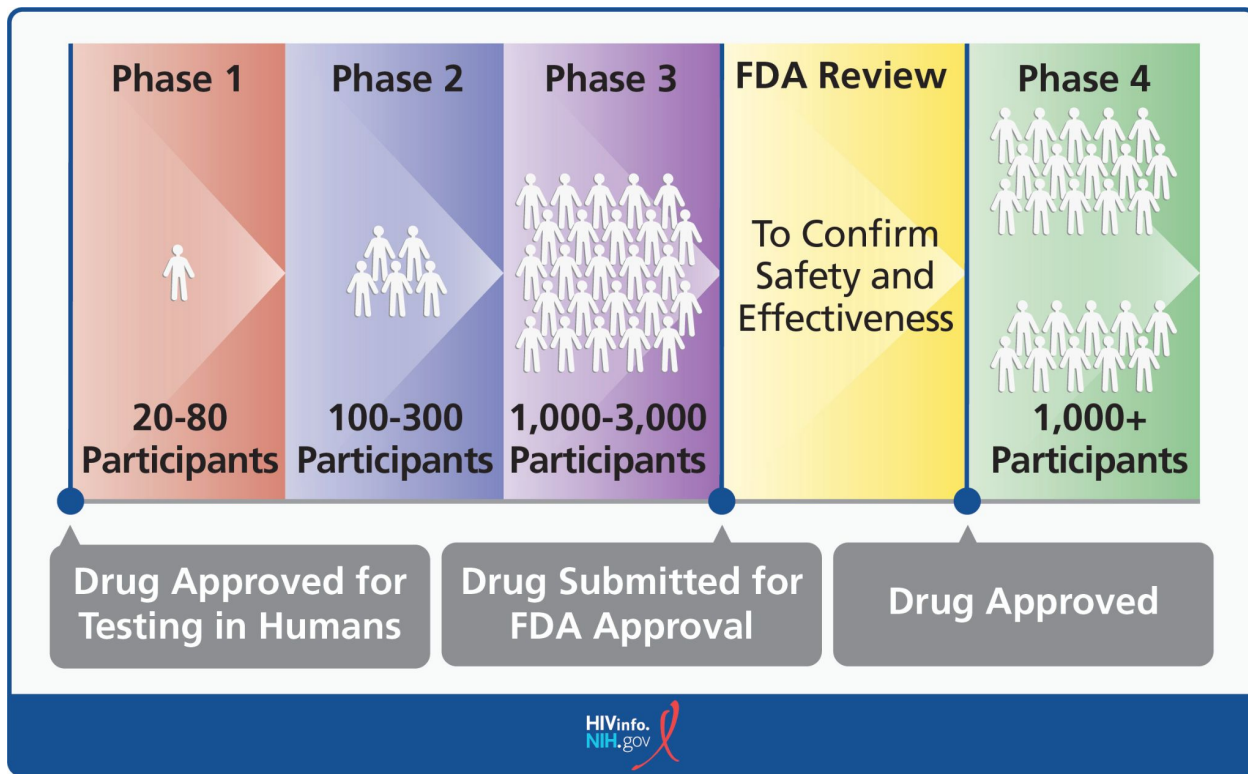 Phase 1
20-80
Participants
Phase 2
100-300
Participants
Phase 3
1,000-3,000
Participants
FDA Review
To Confirm
Safety and
Effectiveness
Phase 4
1,000+
Participants
Drug Approved for
Testing in Humans
Drug Submitted for
FDA Approval
Drug Approved
HIVinfo.
NIH.gov